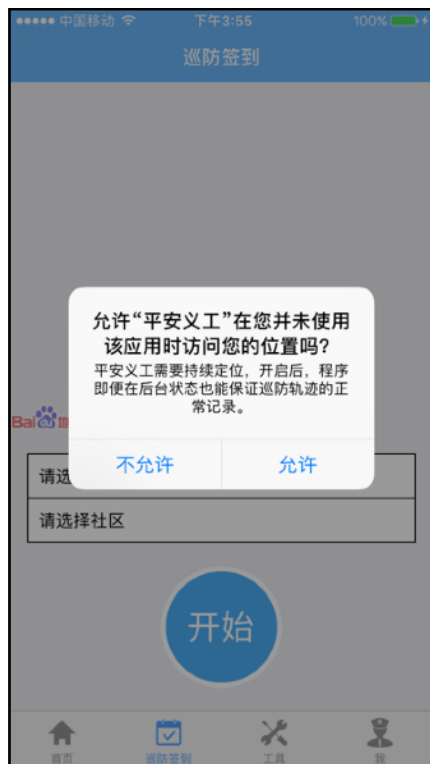 中国移动 下午3:55 100%
巡防签到
允许“平安义工”在您并未使用
该应用时访问您的位置吗?
平安义工需要持续定位，开启后，程序
即便在后台状态也能保证巡防轨迹的正
常记录。
不允许 允许
Bai
请选
请选择社区
开始
首页 巡防签到 工具 我